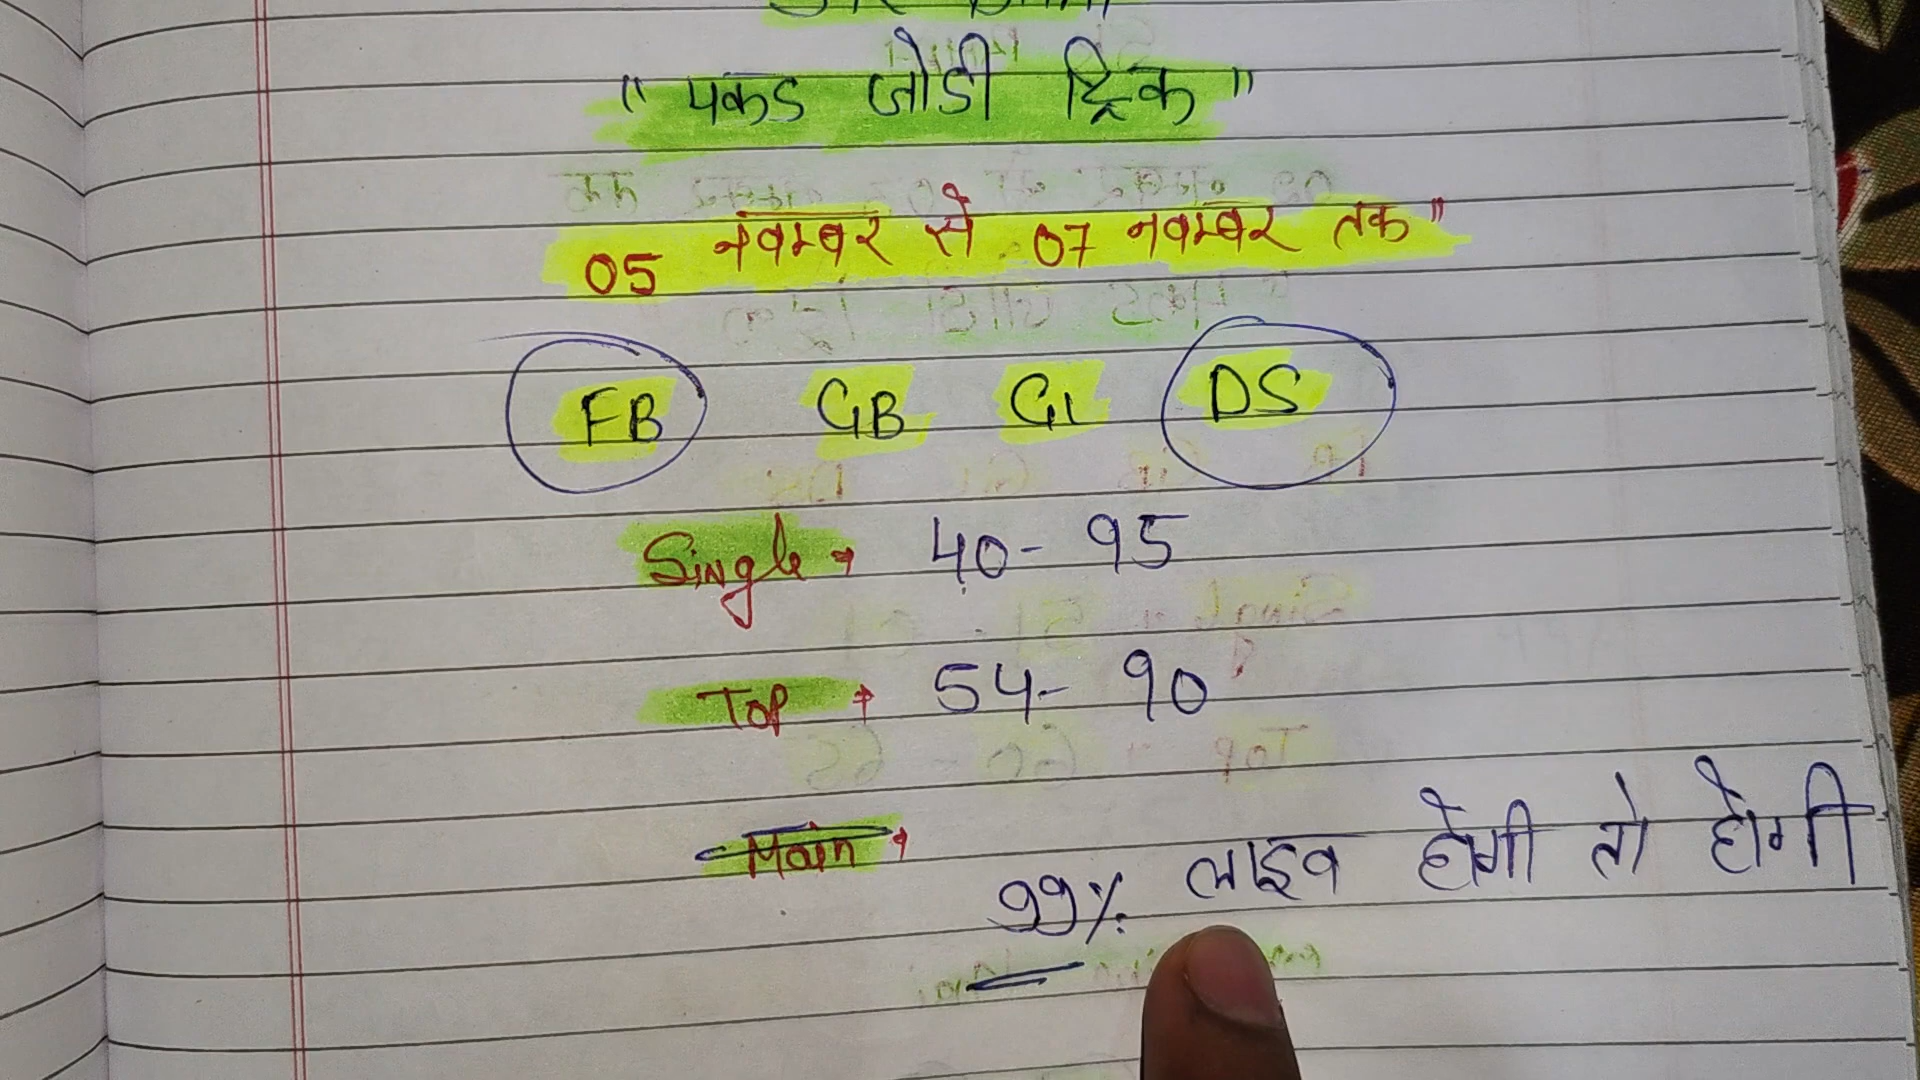 " पकड जोडी ट्रिक "
05 नवम्बर से 07 नवम्बर तक "
FB GB G1 DS
Single → 40 - 95
TOP → 54 - 90
Main →
99% लाइव होगी तो होगी